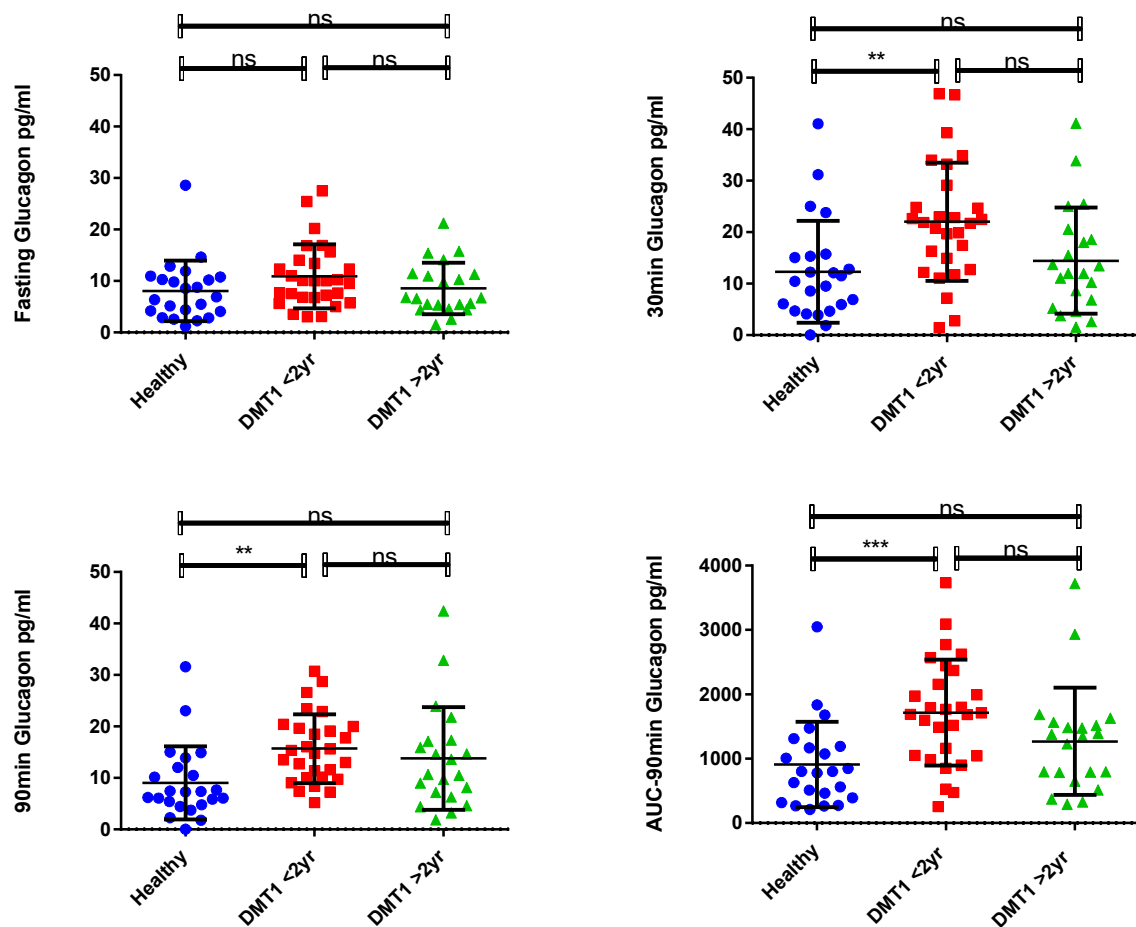 ns
ns
ns
Fasting Glucagon pg/ml
50
40
30
20
10
0
Healthy
DMT1 <2yr
DMT1 >2yr
ns
**
ns
30min Glucagon pg/ml
50
40
30
20
10
0
Healthy
DMT1 <2yr
DMT1 >2yr
ns
**
ns
90min Glucagon pg/ml
50
40
30
20
10
0
Healthy
DMT1 <2yr
DMT1 >2yr
ns
***
ns
AUC-90min Glucagon pg/ml
4000
3000
2000
1000
0
Healthy
DMT1 <2yr
DMT1 >2yr